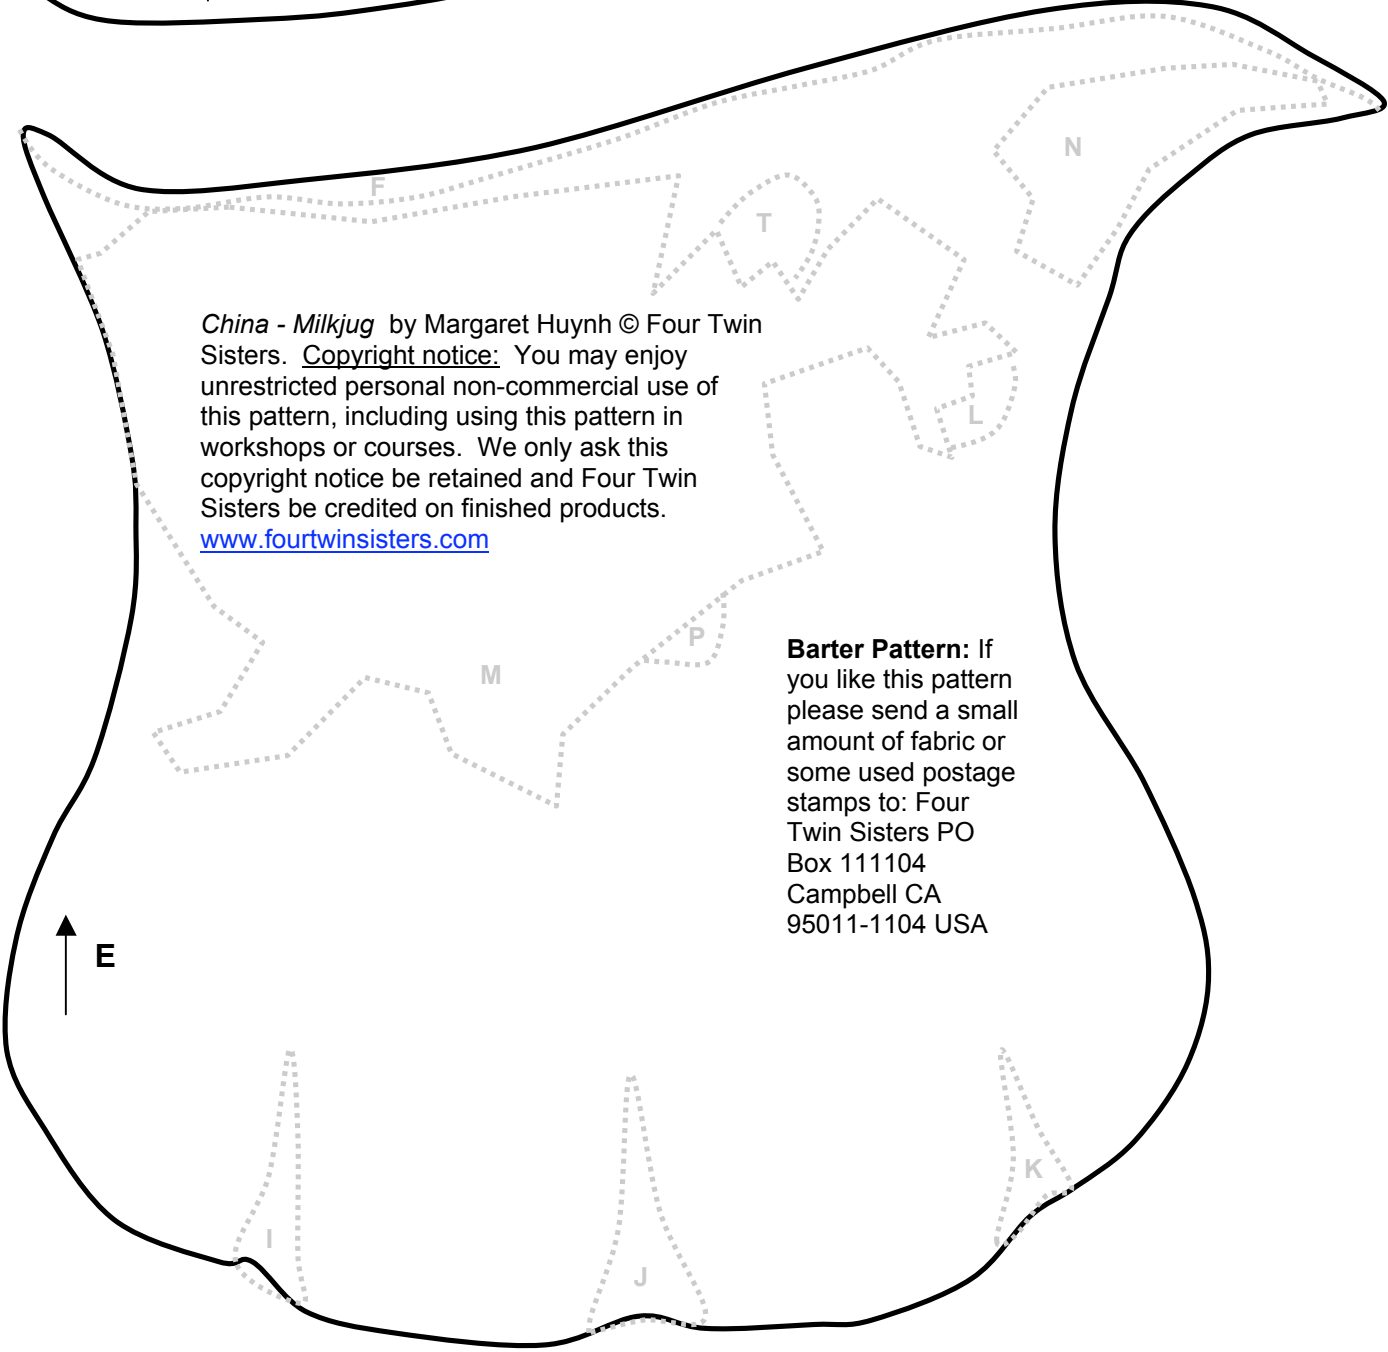 F
N
T
China - Milkjug by Margaret Huynh © Four Twin
Sisters. Copyright notice: You may enjoy
unrestricted personal non-commercial use of
this pattern, including using this pattern in
workshops or courses. We only ask this
copyright notice be retained and Four Twin
Sisters be credited on finished products.
www.fourtwinsisters.com
L
P
M
Barter Pattern: If
you like this pattern
please send a small
amount of fabric or
some used postage
stamps to: Four
Twin Sisters PO
Box 111104
Campbell CA
95011-1104 USA
E
K
I
J